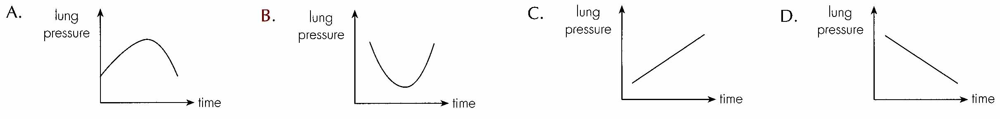 A.
lung
pressure
time
B.
lung
pressure
time
C.
lung
pressure
time
D.
lung
pressure
time